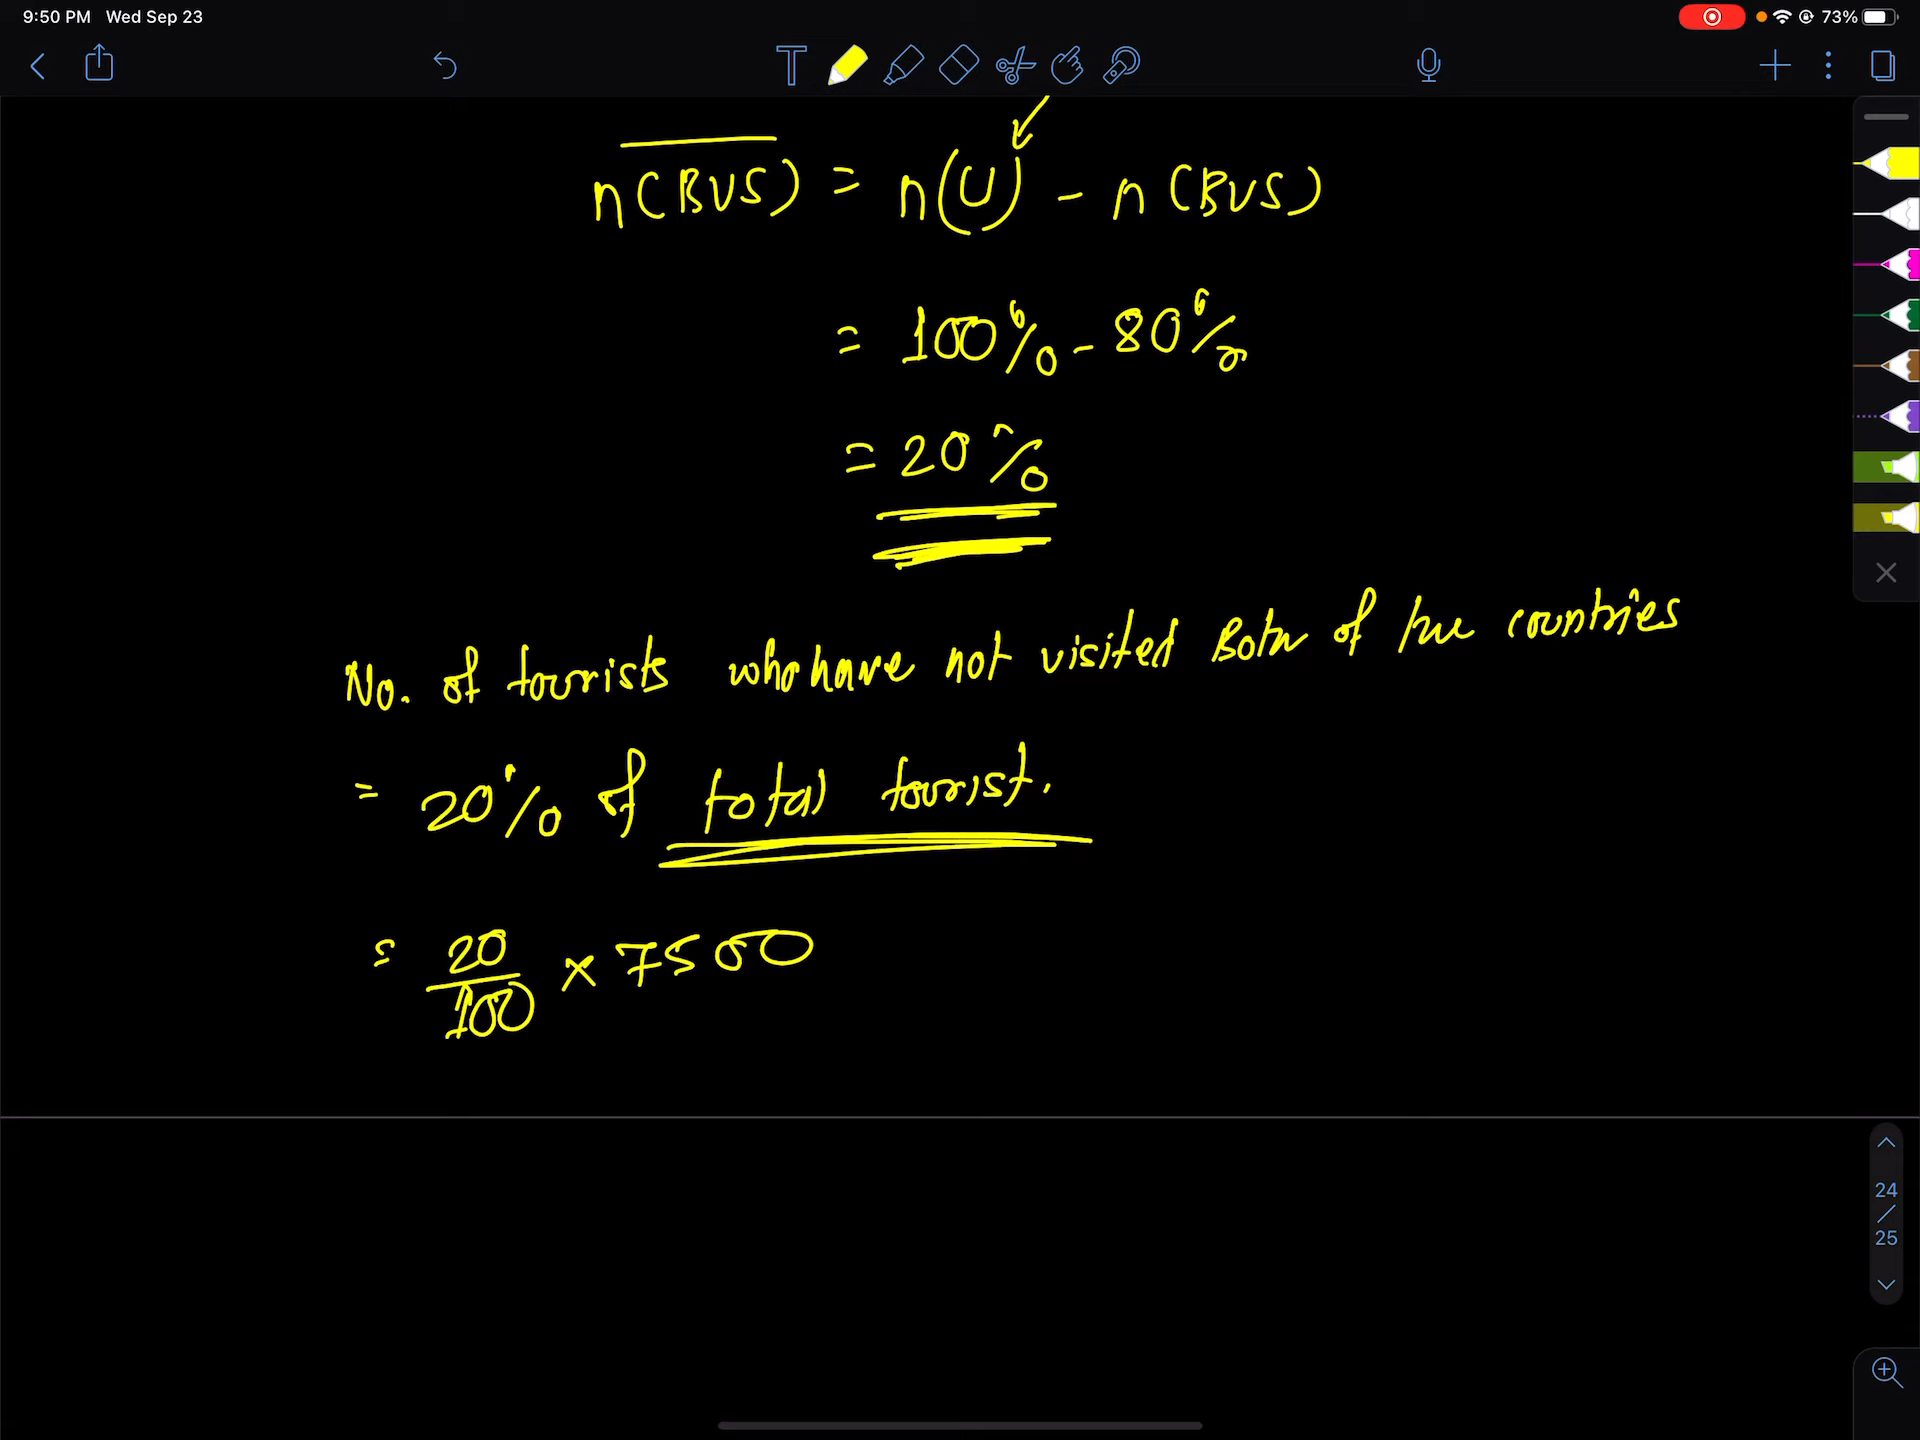 9:50 PM Wed Sep 23
73%
n(BUS) = n(U) - n(BUS)
= 100% - 80%
= 20%
No. of tourists who have not visited Both of the countries
= 20% of total tourist.
= 20/100 × 7500
24
/
25